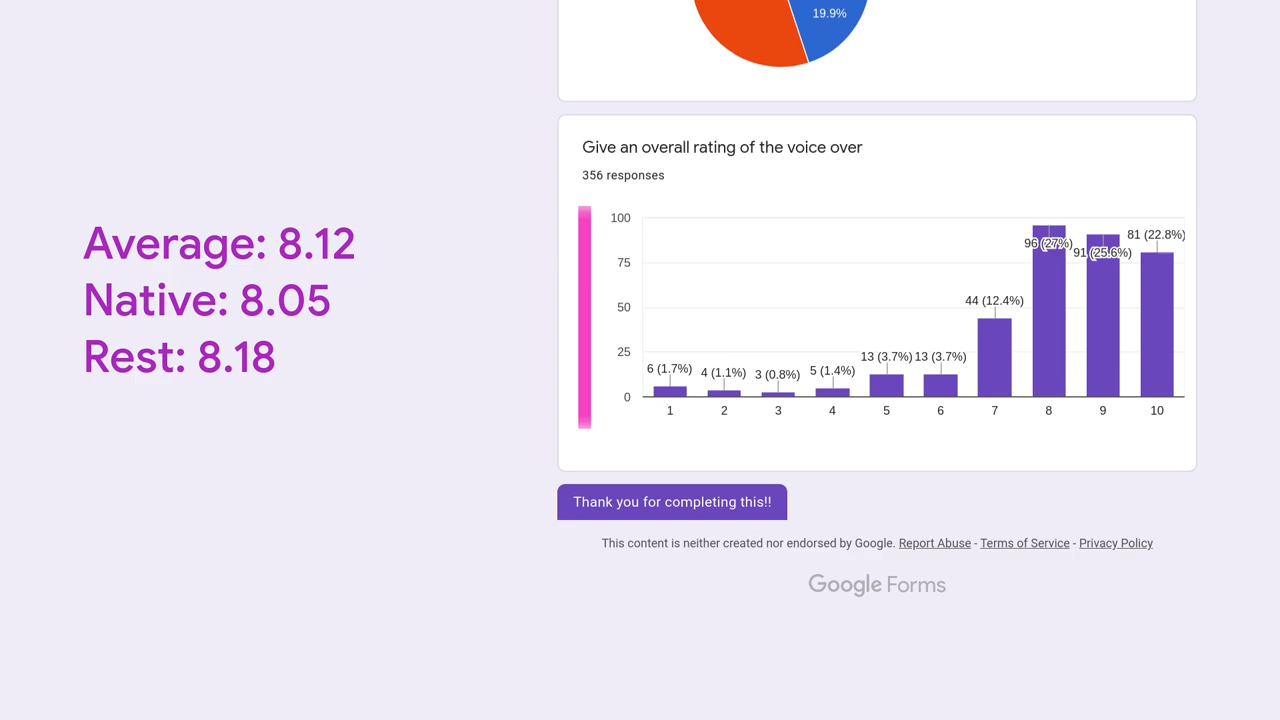 19.9%
Give an overall rating of the voice over
356 responses
Average: 8.12
Native: 8.05
Rest: 8.18
100
75
50
25
0
6 (1.7%)
4 (1.1%)
3 (0.8%)
5 (1.4%)
13 (3.7%)
13 (3.7%)
44 (12.4%)
96 (27%)
91 (25.6%)
81 (22.8%)
1 2 3 4 5 6 7 8 9 10
Thank you for completing this!!
This content is neither created nor endorsed by Google. Report Abuse - Terms of Service - Privacy Policy
Google Forms